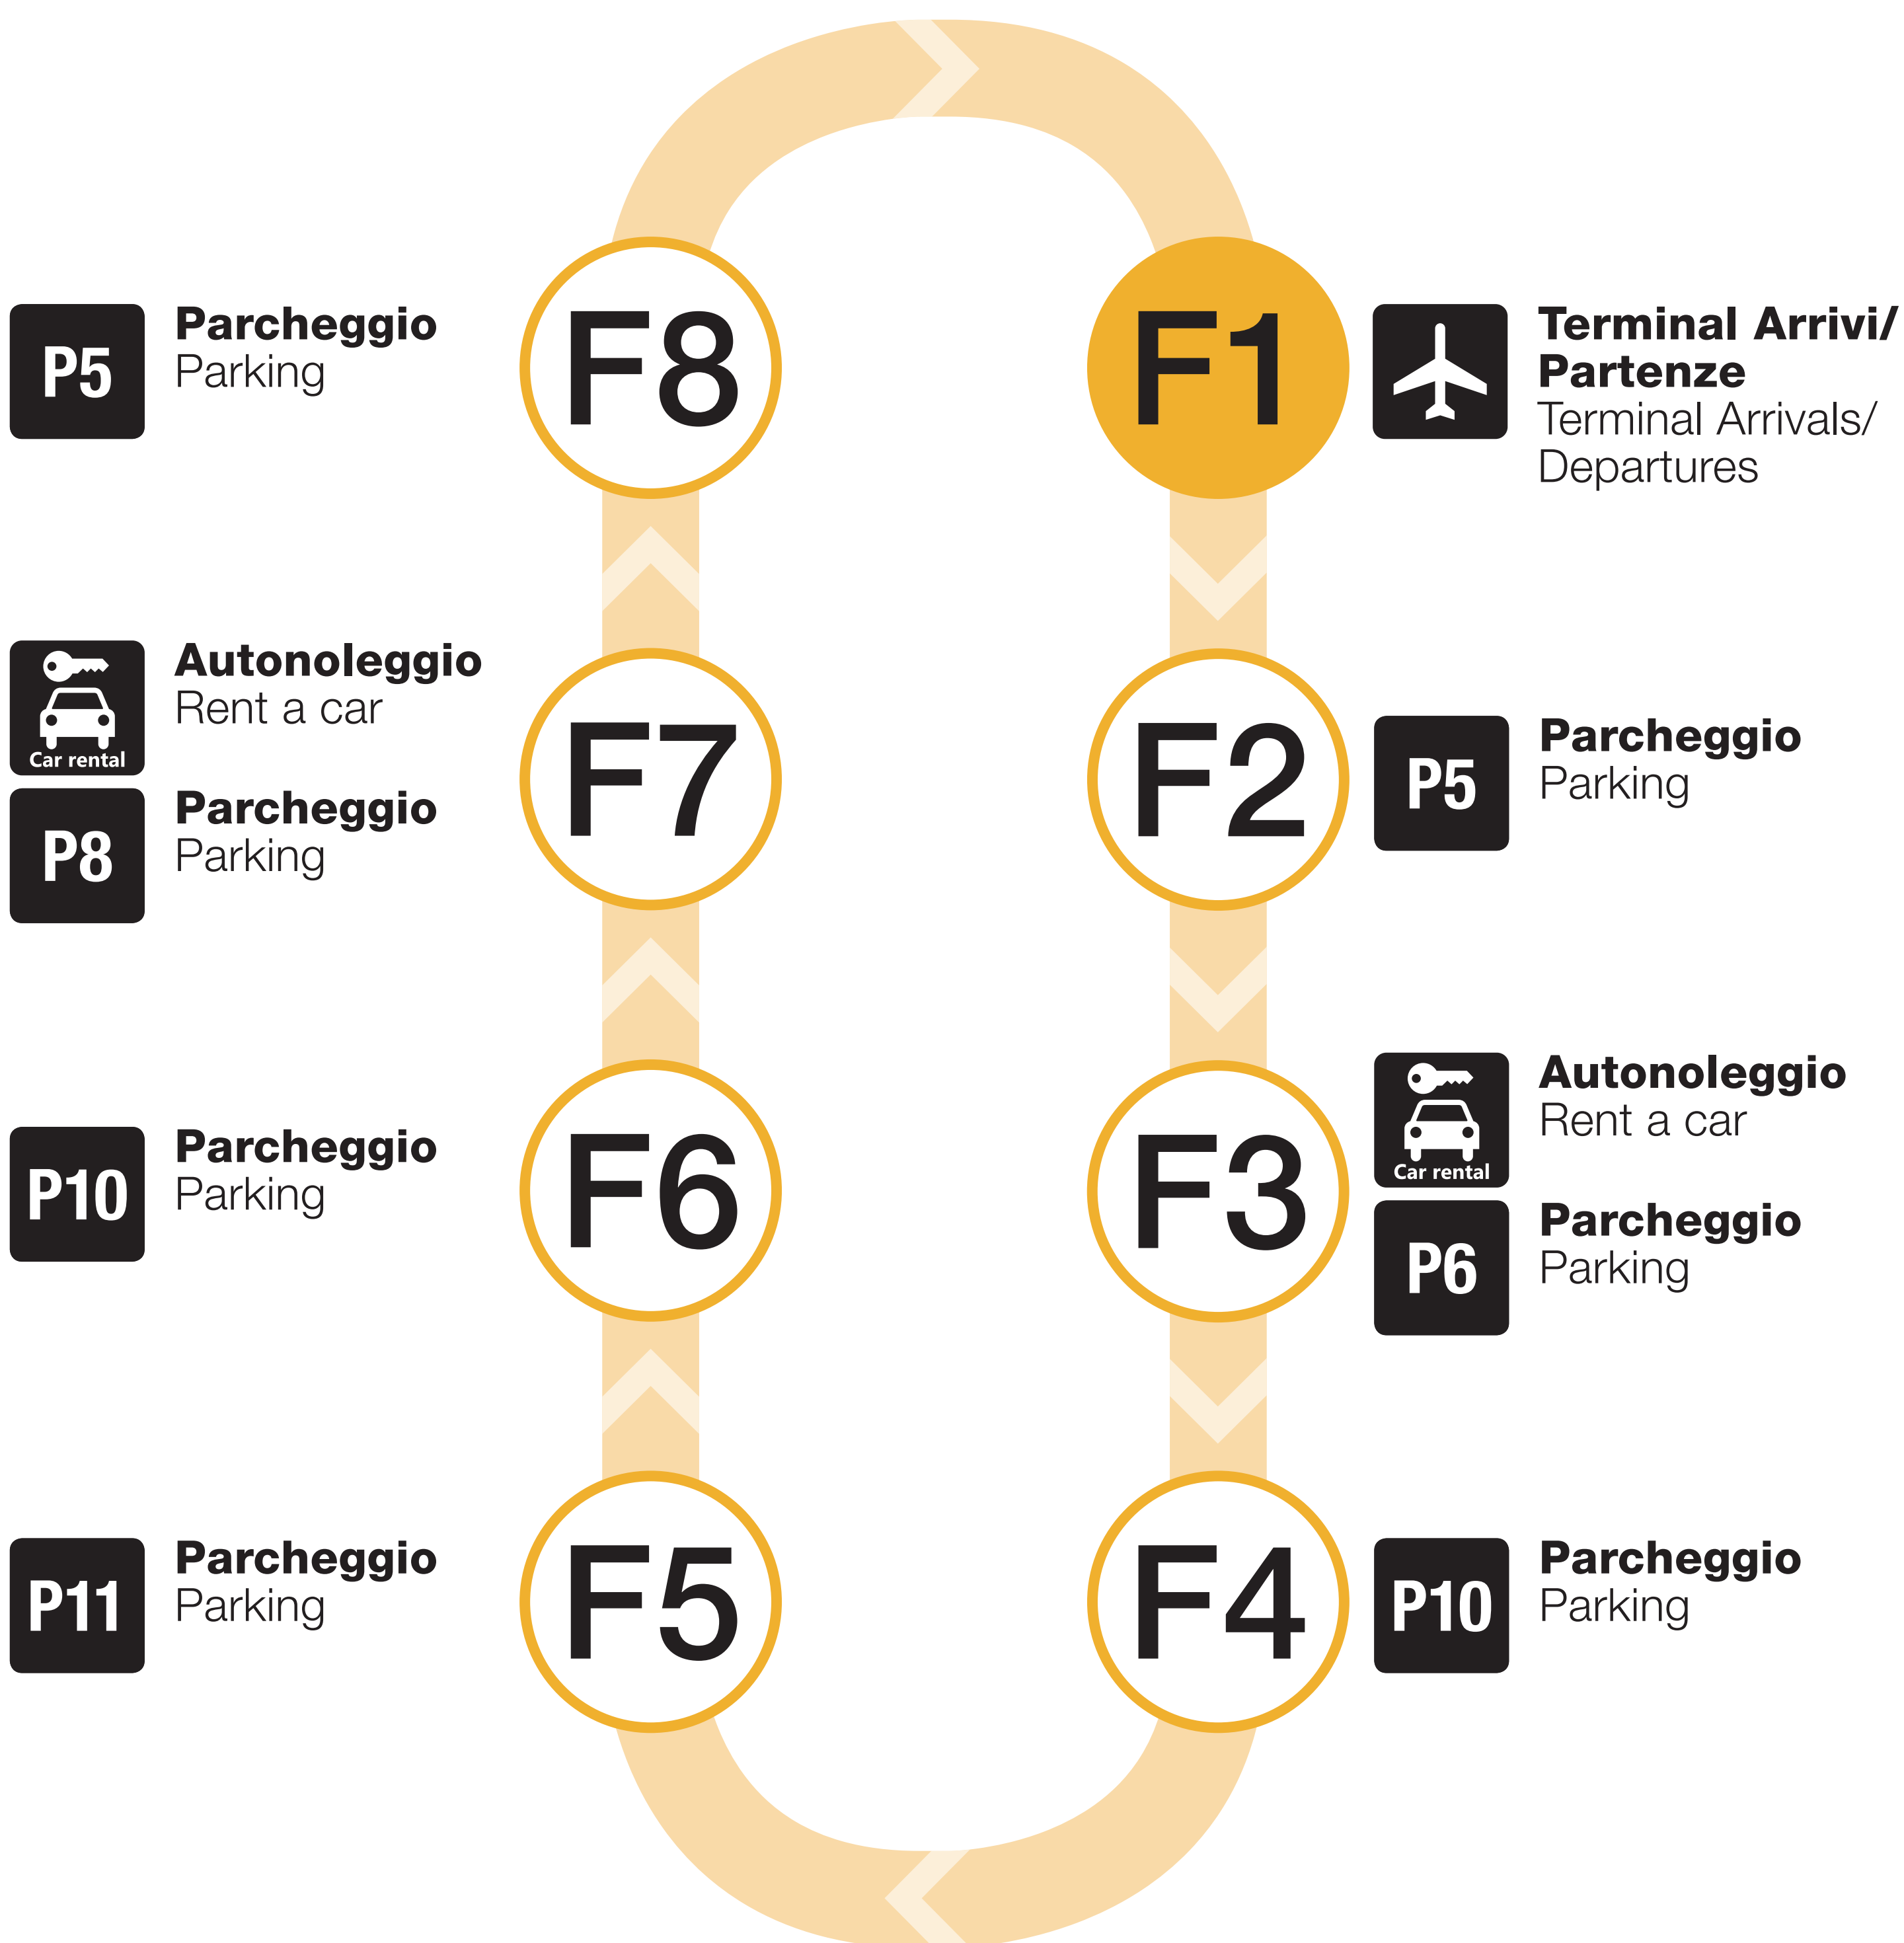 F8
P5
Parcheggio
Parking
F1
Terminal Arrivi/
Partenze
Terminal Arrivals/
Departures
F7
Car rental
Autonoleggio
Rent a car
P8
Parcheggio
Parking
F2
P5
Parcheggio
Parking
F6
P10
Parcheggio
Parking
F3
Car rental
Autonoleggio
Rent a car
P6
Parcheggio
Parking
F5
P11
Parcheggio
Parking
F4
P10
Parcheggio
Parking